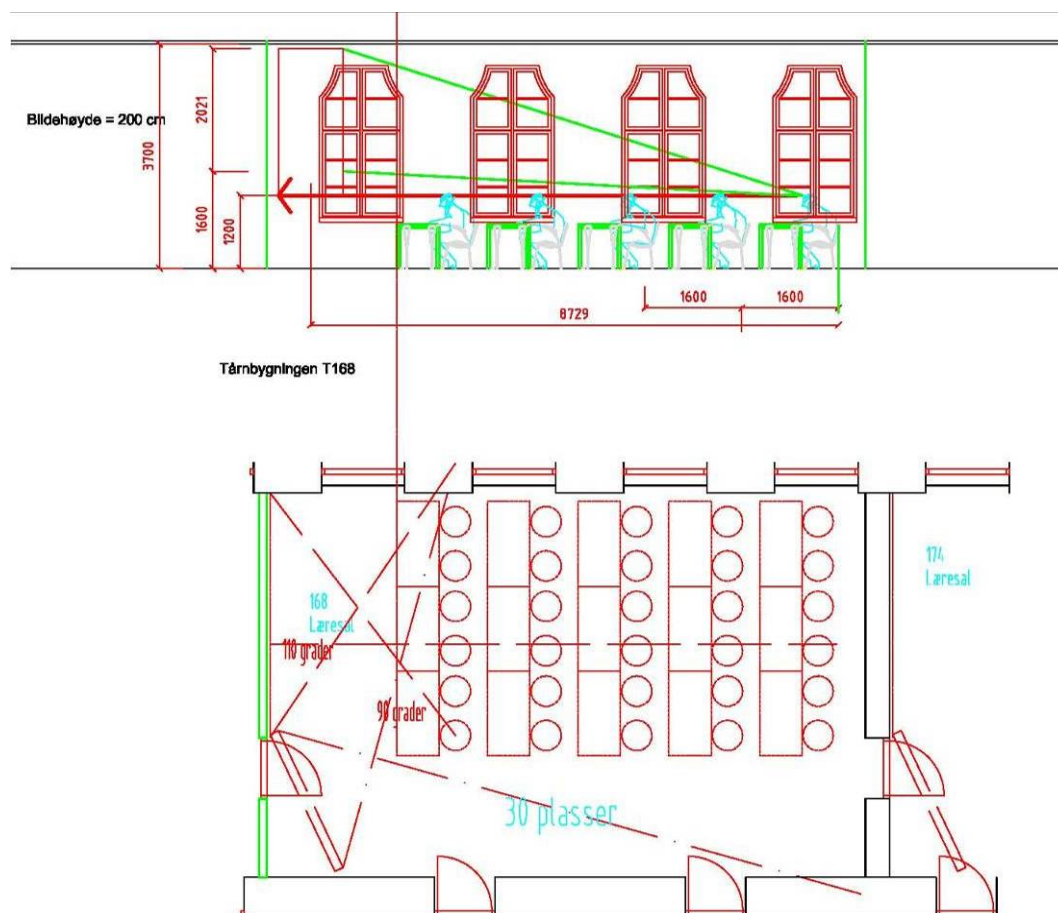 Bildehøyde = 200 cm
2021
3700
1600
1200
1600
1600
8729
Tårnbygningen T168
174
Læresal
168
Læresal
110 grader
90 grader
30 plasser